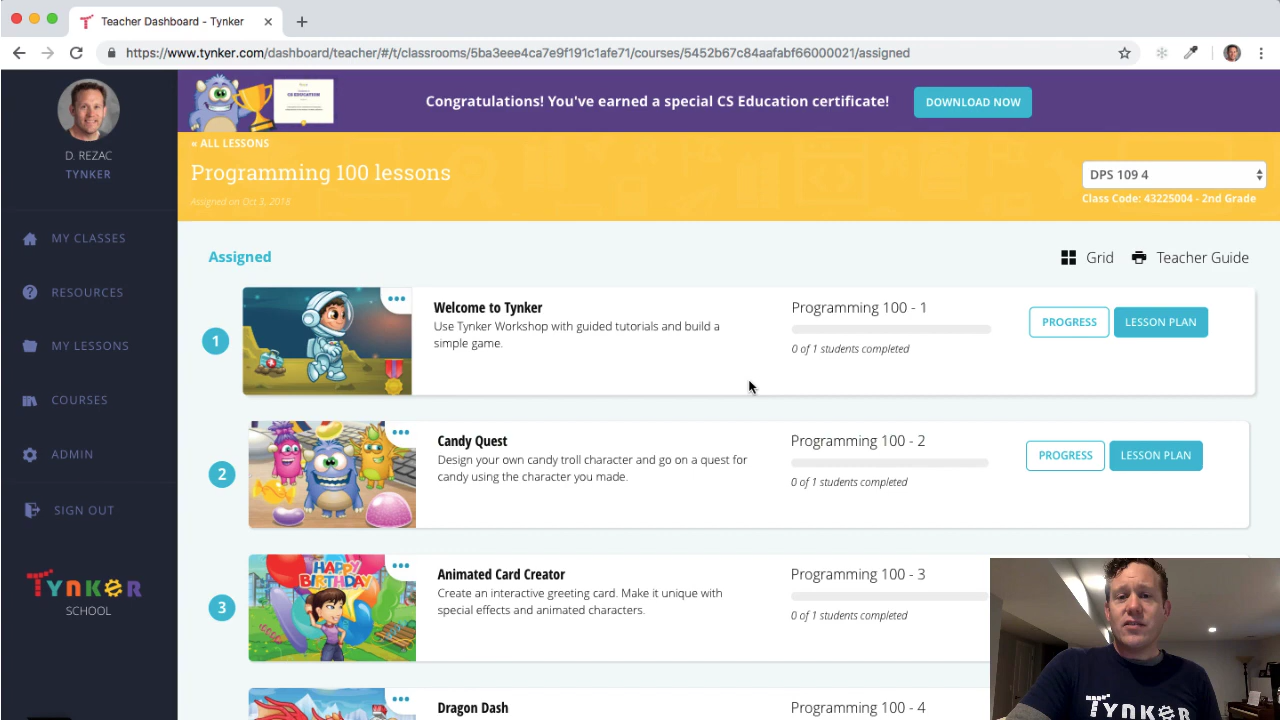 Teacher Dashboard - Tynker
https://www.tynker.com/dashboard/teacher/#/t/classrooms/5ba3eee4ca7e9f191c1afe71/courses/5452b67c84aafabf66000021/assigned
D. REZAC
TYNKER
MY CLASSES
RESOURCES
MY LESSONS
COURSES
ADMIN
SIGN OUT
TYNKER
SCHOOL
CS EDUCATION
Congratulations! You've earned a special CS Education certificate!
DOWNLOAD NOW
« ALL LESSONS
Programming 100 lessons
Assigned on Oct 3, 2018
DPS 109 4
Class Code: 43225004 - 2nd Grade
Assigned
Grid
Teacher Guide
1
Welcome to Tynker
Use Tynker Workshop with guided tutorials and build a
simple game.
Programming 100 - 1
0 of 1 students completed
PROGRESS
LESSON PLAN
2
Candy Quest
Design your own candy troll character and go on a quest for
candy using the character you made.
Programming 100 - 2
0 of 1 students completed
PROGRESS
LESSON PLAN
3
HAPPY
BIRTHDAY
Animated Card Creator
Create an interactive greeting card. Make it unique with
special effects and animated characters.
Programming 100 - 3
0 of 1 students completed
Dragon Dash
Programming 100 - 4
TYNKER